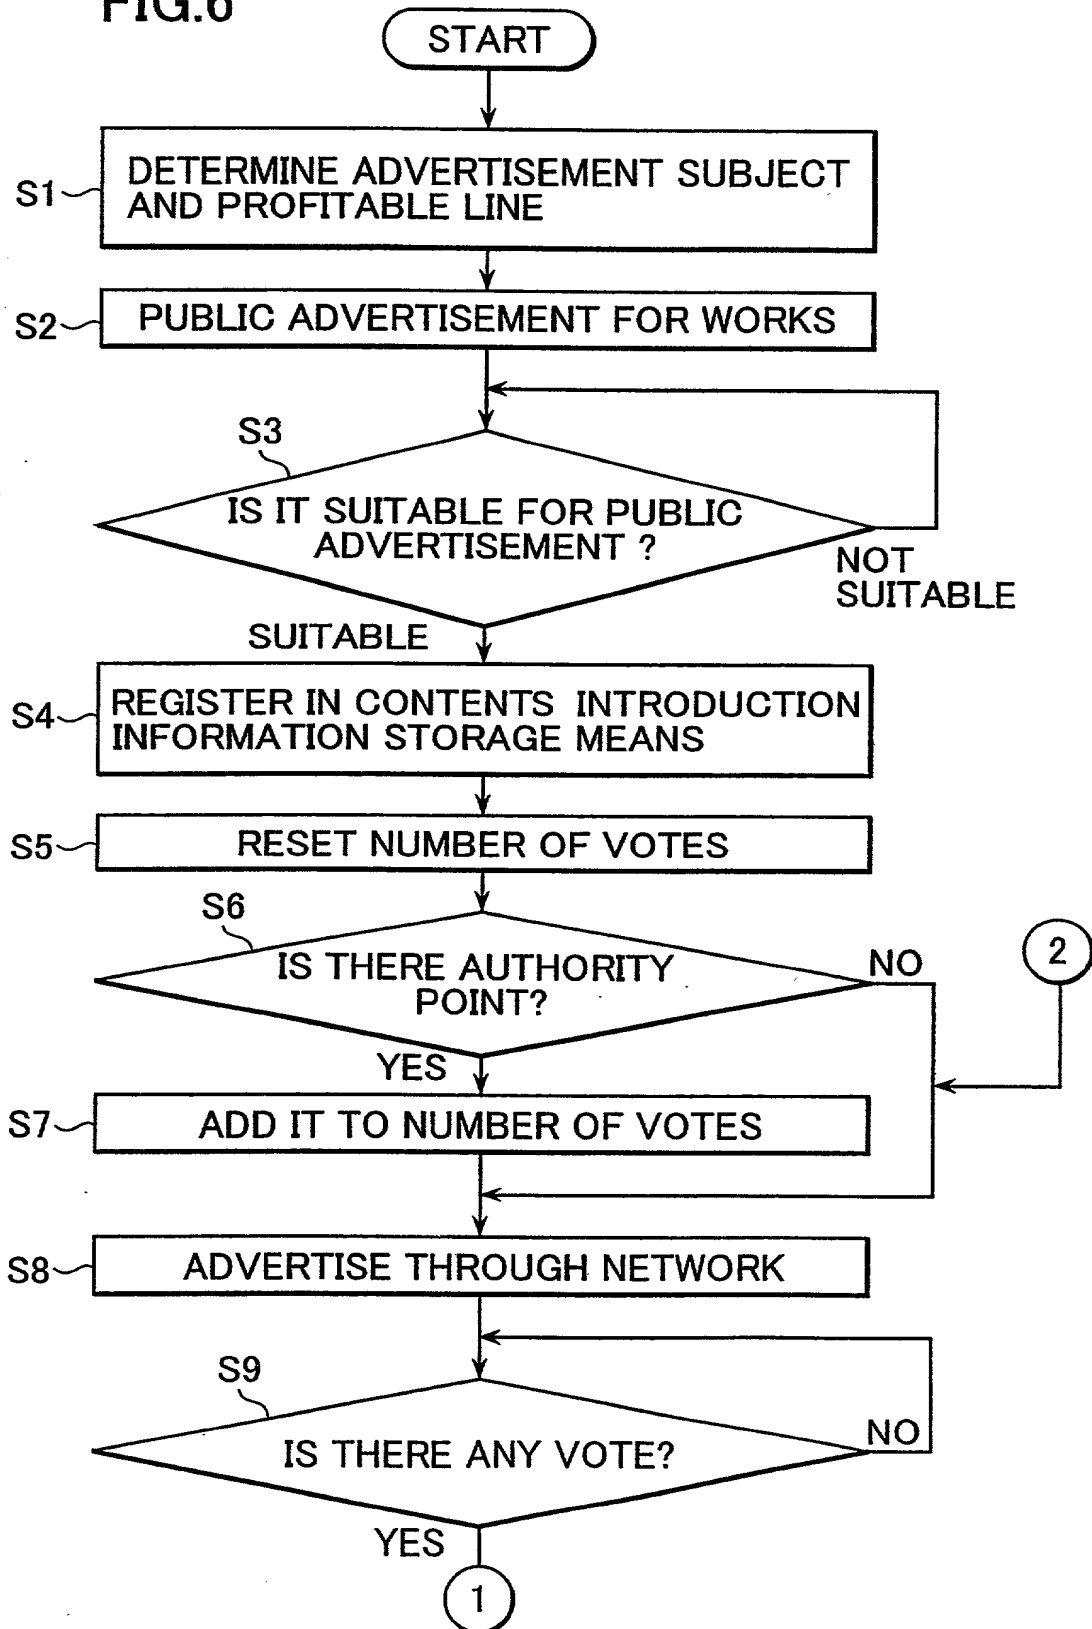 FIG.6
START
S1
DETERMINE ADVERTISEMENT SUBJECT
AND PROFITABLE LINE
S2
PUBLIC ADVERTISEMENT FOR WORKS
S3
IS IT SUITABLE FOR PUBLIC
ADVERTISEMENT ?
NOT
SUITABLE
SUITABLE
S4
REGISTER IN CONTENTS INTRODUCTION
INFORMATION STORAGE MEANS
S5
RESET NUMBER OF VOTES
S6
IS THERE AUTHORITY
POINT?
NO
2
YES
S7
ADD IT TO NUMBER OF VOTES
S8
ADVERTISE THROUGH NETWORK
S9
IS THERE ANY VOTE?
NO
YES
1